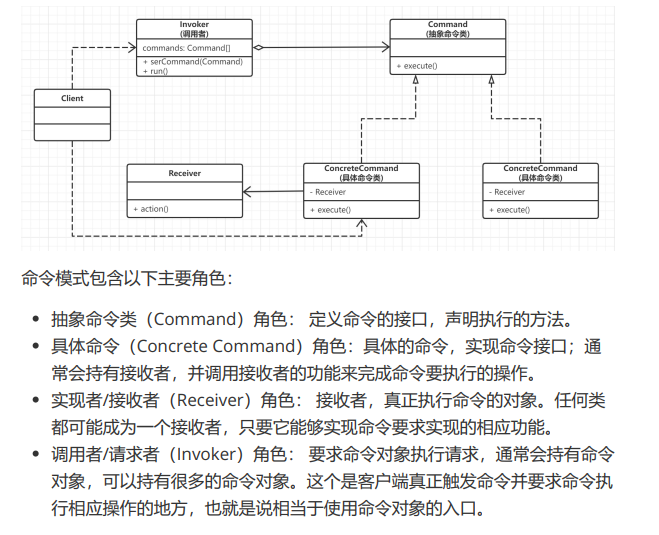 Invoker
(调用者)
commands: Command[]
+ serCommand(Command)
+ run()
Command
(抽象命令类)
+ execute()
Client
Receiver
+ action()
ConcreteCommand
(具体命令类)
- Receiver
+ execute()
ConcreteCommand
(具体命令类)
- Receiver
+ execute()
命令模式包含以下主要角色：
• 抽象命令类（Command）角色： 定义命令的接口，声明执行的方法。
• 具体命令（Concrete Command）角色：具体的命令，实现命令接口；通
常会持有接收者，并调用接收者的功能来完成命令要执行的操作。
• 实现者/接收者（Receiver）角色： 接收者，真正执行命令的对象。任何类
都可能成为一个接收者，只要它能够实现命令要求实现的相应功能。
• 调用者/请求者（Invoker）角色： 要求命令对象执行请求，通常会持有命令
对象，可以持有很多的命令对象。这个是客户端真正触发命令并要求命令执
行相应操作的地方，也就是说相当于使用命令对象的入口。